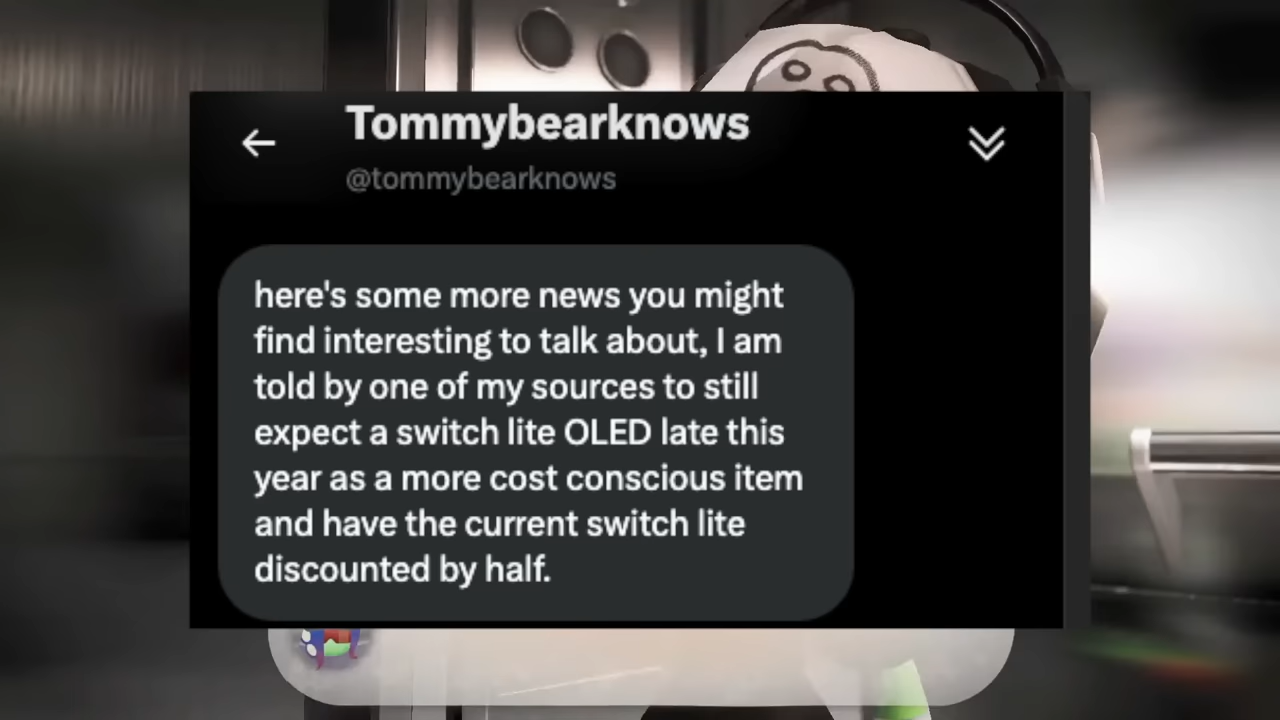 Tommybearknows
@tommybearknows
here's some more news you might
find interesting to talk about, I am
told by one of my sources to still
expect a switch lite OLED late this
year as a more cost conscious item
and have the current switch lite
discounted by half.